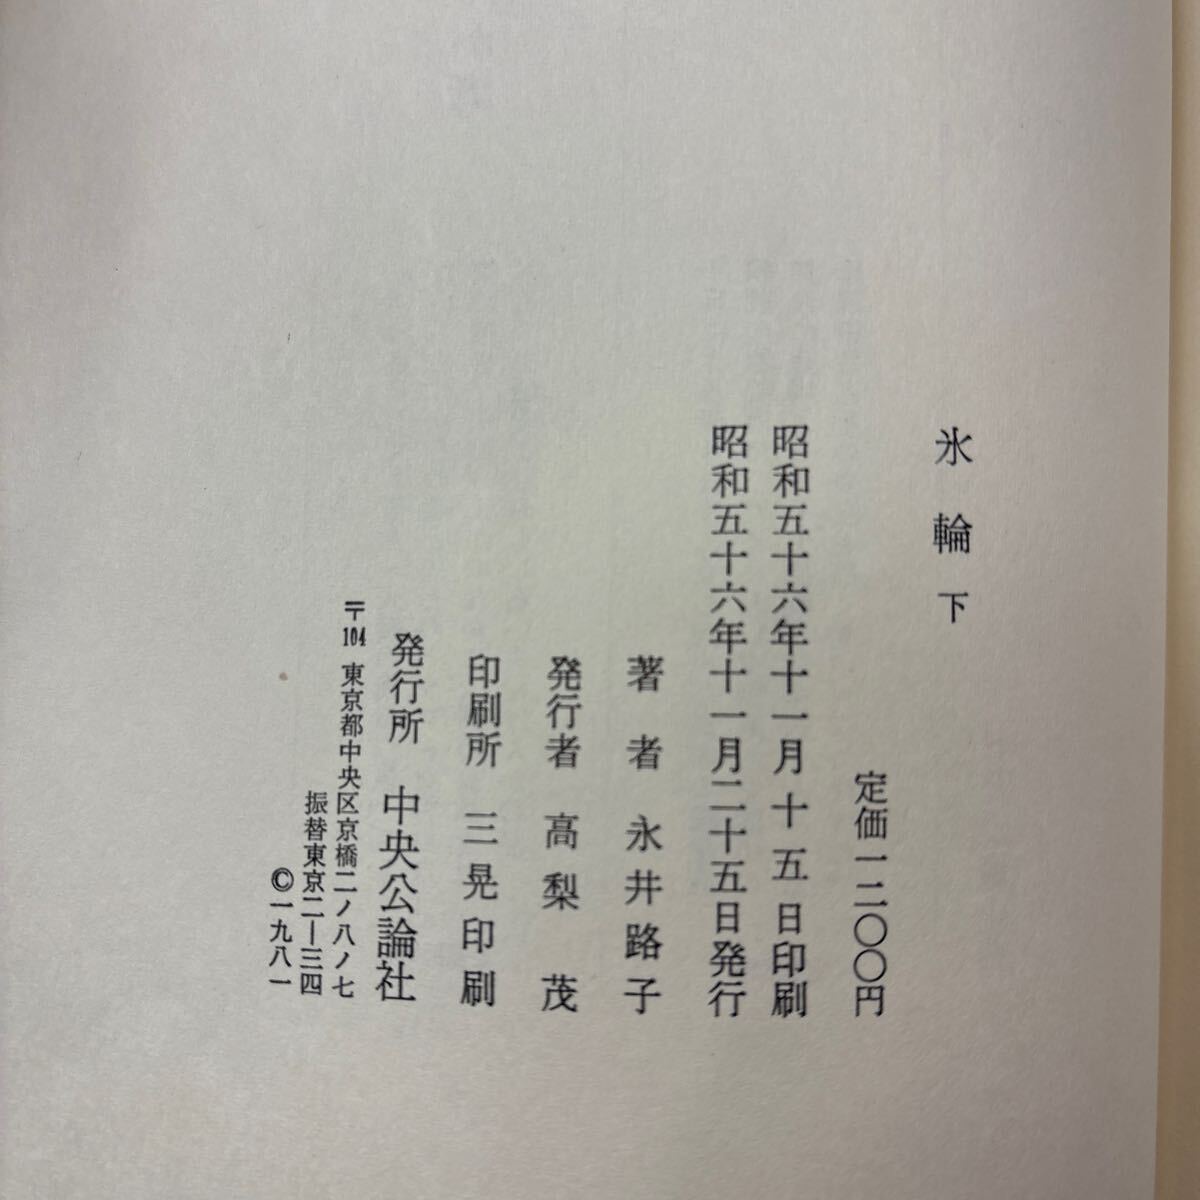 氷輪 下
定価一二〇〇円
昭和五十六年十一月十五日印刷
昭和五十六年十一月二十五日発行
著者 永井路子
発行者 高梨茂
印刷所 三晃印刷
発行所 中央公論社
〒104 東京都中央区京橋二ノ八ノ七
振替東京二ー三四
©一九八一